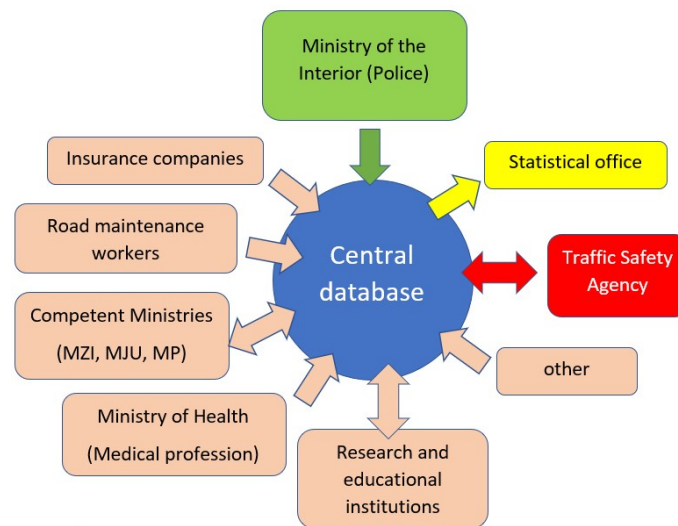 Ministry of the
Interior (Police)
Insurance companies
Statistical office
Road maintenance
workers
Central
database
Traffic Safety
Agency
Competent Ministries
(MZI, MJU, MP)
other
Ministry of Health
(Medical profession)
Research and
educational
institutions